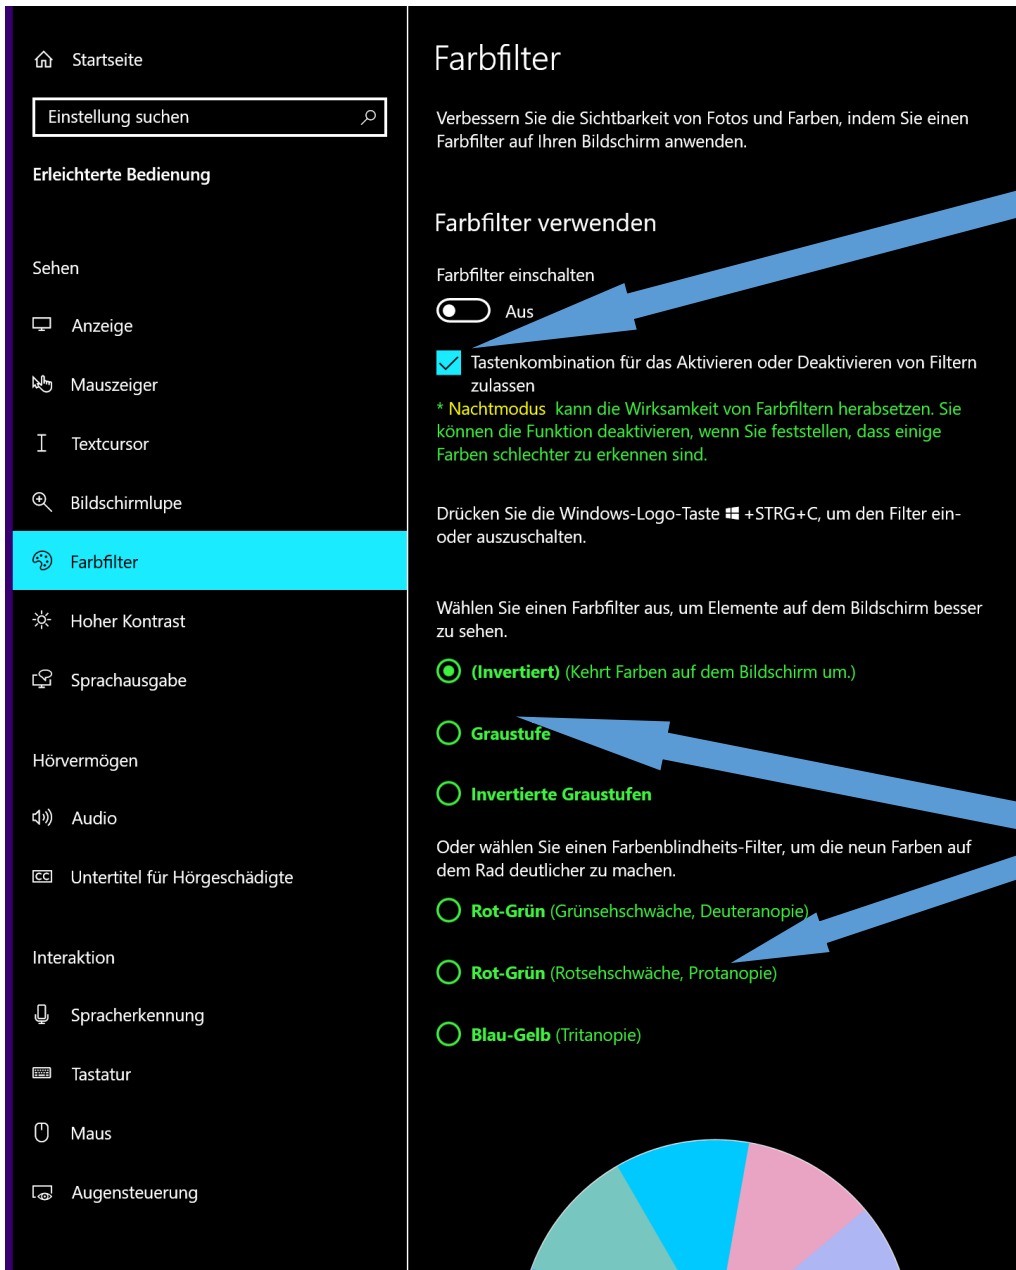 Startseite
Einstellung suchen
Erleichterte Bedienung
Sehen
Anzeige
Mauszeiger
Textcursor
Bildschirmlupe
Farbfilter
Hoher Kontrast
Sprachausgabe
Hörvermögen
Audio
CC
Untertitel für Hörgeschädigte
Interaktion
Spracherkennung
Tastatur
Maus
Augensteuerung
Farbfilter
Verbessern Sie die Sichtbarkeit von Fotos und Farben, indem Sie einen
Farbfilter auf Ihren Bildschirm anwenden.
Farbfilter verwenden
Farbfilter einschalten
Aus
Tastenkombination für das Aktivieren oder Deaktivieren von Filtern
zulassen
* Nachtmodus kann die Wirksamkeit von Farbfiltern herabsetzen. Sie
können die Funktion deaktivieren, wenn Sie feststellen, dass einige
Farben schlechter zu erkennen sind.
Drücken Sie die Windows-Logo-Taste +STRG+C, um den Filter ein-
oder auszuschalten.
Wählen Sie einen Farbfilter aus, um Elemente auf dem Bildschirm besser
zu sehen.
(Invertiert) (Kehrt Farben auf dem Bildschirm um.)
Graustufe
Invertierte Graustufen
Oder wählen Sie einen Farbenblindheits-Filter, um die neun Farben auf
dem Rad deutlicher zu machen.
Rot-Grün (Grünsehschwäche, Deuteranopie)
Rot-Grün (Rotsehschwäche, Protanopie)
Blau-Gelb (Tritanopie)